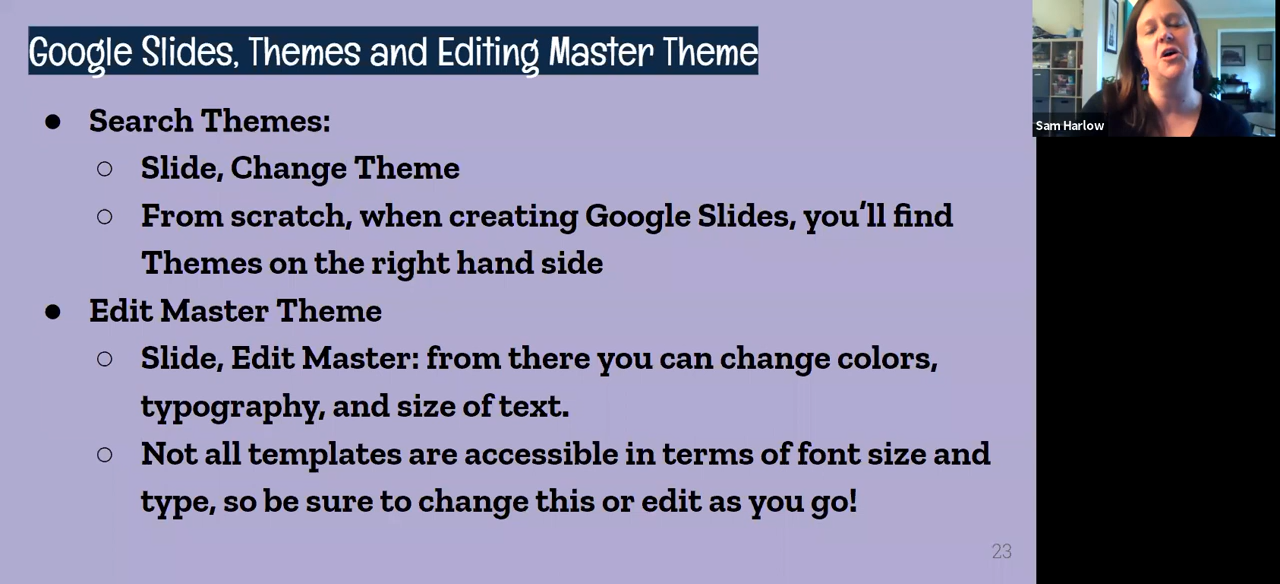 Google Slides, Themes and Editing Master Theme
● Search Themes:
○ Slide, Change Theme
○ From scratch, when creating Google Slides, you’ll find
Themes on the right hand side
● Edit Master Theme
○ Slide, Edit Master: from there you can change colors,
typography, and size of text.
○ Not all templates are accessible in terms of font size and
type, so be sure to change this or edit as you go!
23
Sam Harlow